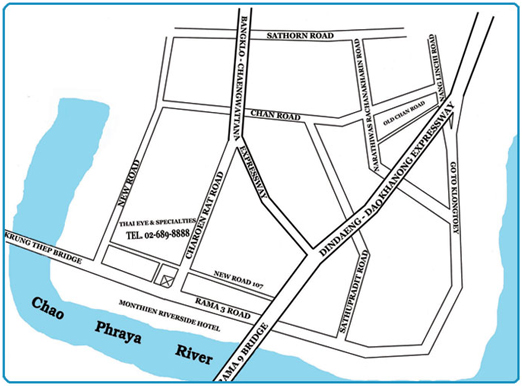 SATHORN ROAD
BANGKLO - CHAENGWATTANA
EXPRESSWAY
NARATHIWAS RACHANAKHARIN ROAD
NANG LINCHI ROAD
OLD CHAN ROAD
CHAN ROAD
NEW ROAD
CHAROEN RAT ROAD
DINDAENG - DAOKHANONG EXPRESSWAY
GO TO KLONGTOEY
THAI EYE & SPECIALTIES
TEL. 02-689-8888
KRUNG THEP BRIDGE
NEW ROAD 107
RAMA 3 ROAD
SATHUPRADIT ROAD
MONTHIEN RIVERSIDE HOTEL
RAMA 9 BRIDGE
Chao Phraya River